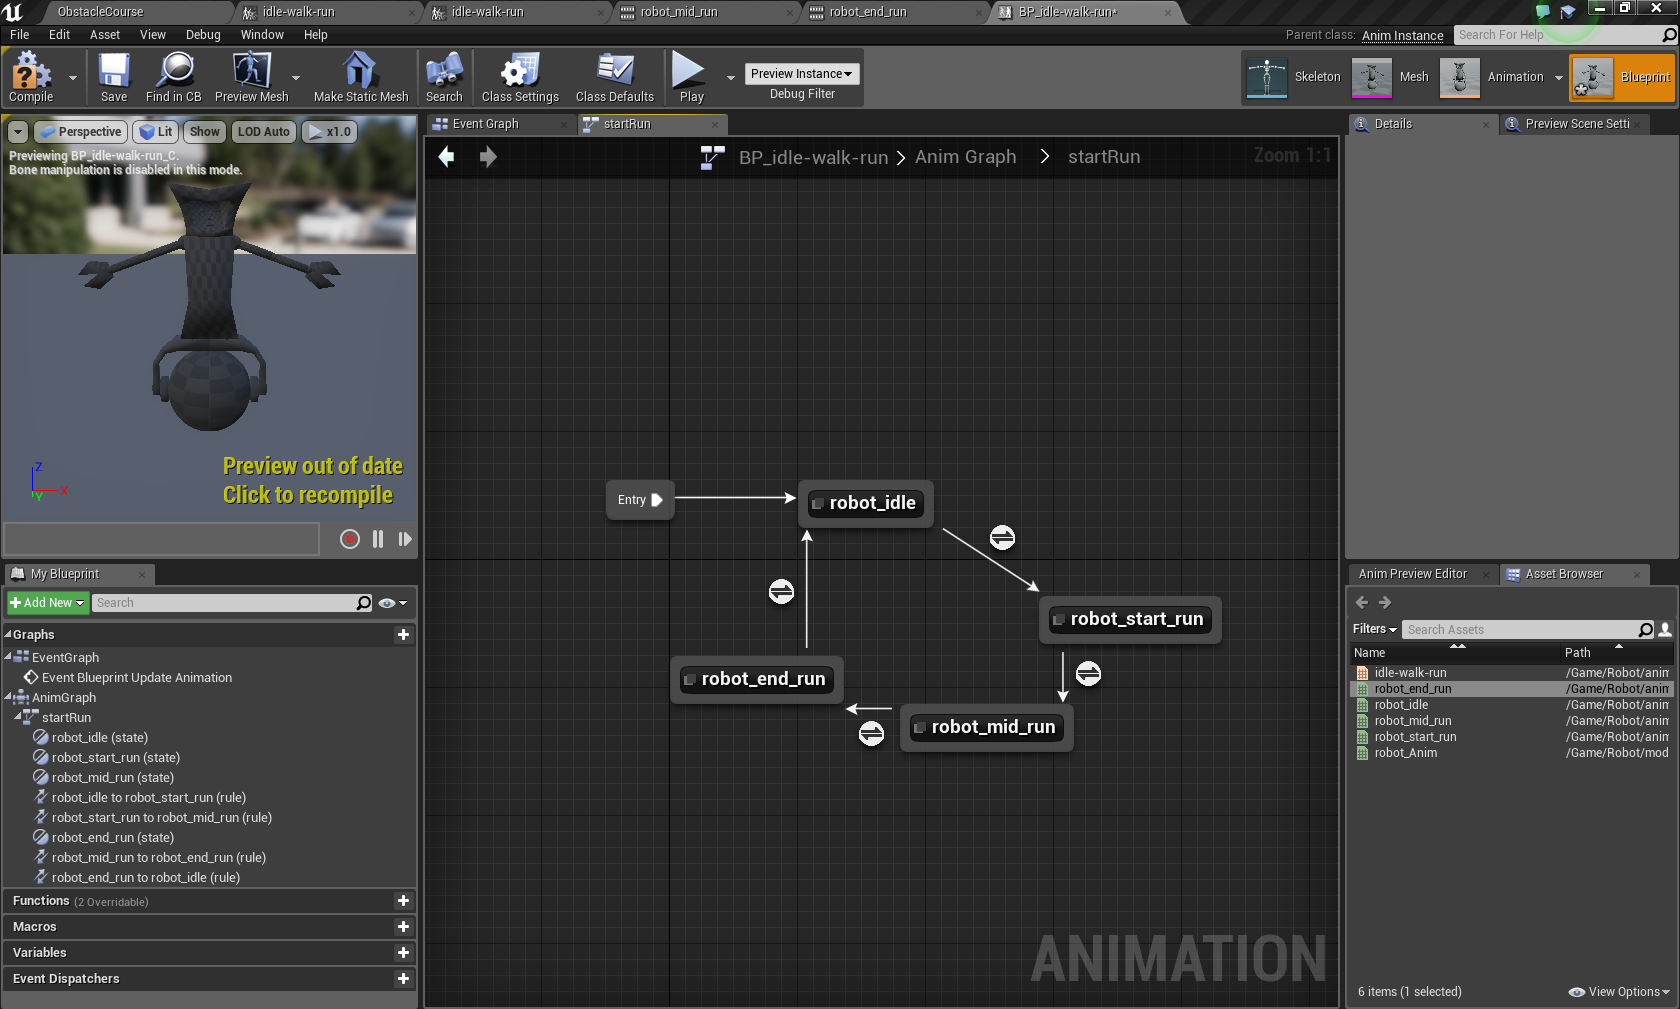 ObstacleCourse
idle-walk-run
idle-walk-run
robot_mid_run
robot_end_run
BP_idle-walk-run*
File Edit Asset View Debug Window Help
Parent class: Anim Instance
Search For Help
Compile
Save
Find in CB
Preview Mesh
Make Static Mesh
Search
Class Settings
Class Defaults
Play
Preview Instance
Debug Filter
Skeleton
Mesh
Animation
Blueprint
Perspective
Lit
Show
LOD Auto
x1.0
Previewing BP_idle-walk-run_C.
Bone manipulation is disabled in this mode.
Preview out of date
Click to recompile
Z
X
Y
Event Graph
startRun
BP_idle-walk-run > Anim Graph > startRun
Zoom 1:1
Entry
robot_idle
robot_start_run
robot_end_run
robot_mid_run
ANIMATION
My Blueprint
Add New
Search
Graphs
EventGraph
Event Blueprint Update Animation
AnimGraph
startRun
robot_idle (state)
robot_start_run (state)
robot_mid_run (state)
robot_idle to robot_start_run (rule)
robot_start_run to robot_mid_run (rule)
robot_end_run (state)
robot_mid_run to robot_end_run (rule)
robot_end_run to robot_idle (rule)
Functions (2 Overridable)
Macros
Variables
Event Dispatchers
Details
Preview Scene Setti
Anim Preview Editor
Asset Browser
Filters
Search Assets
Name Path
idle-walk-run /Game/Robot/anim
robot_end_run /Game/Robot/anim
robot_idle /Game/Robot/anim
robot_mid_run /Game/Robot/anim
robot_start_run /Game/Robot/anim
robot_Anim /Game/Robot/mod
6 items (1 selected)
View Options